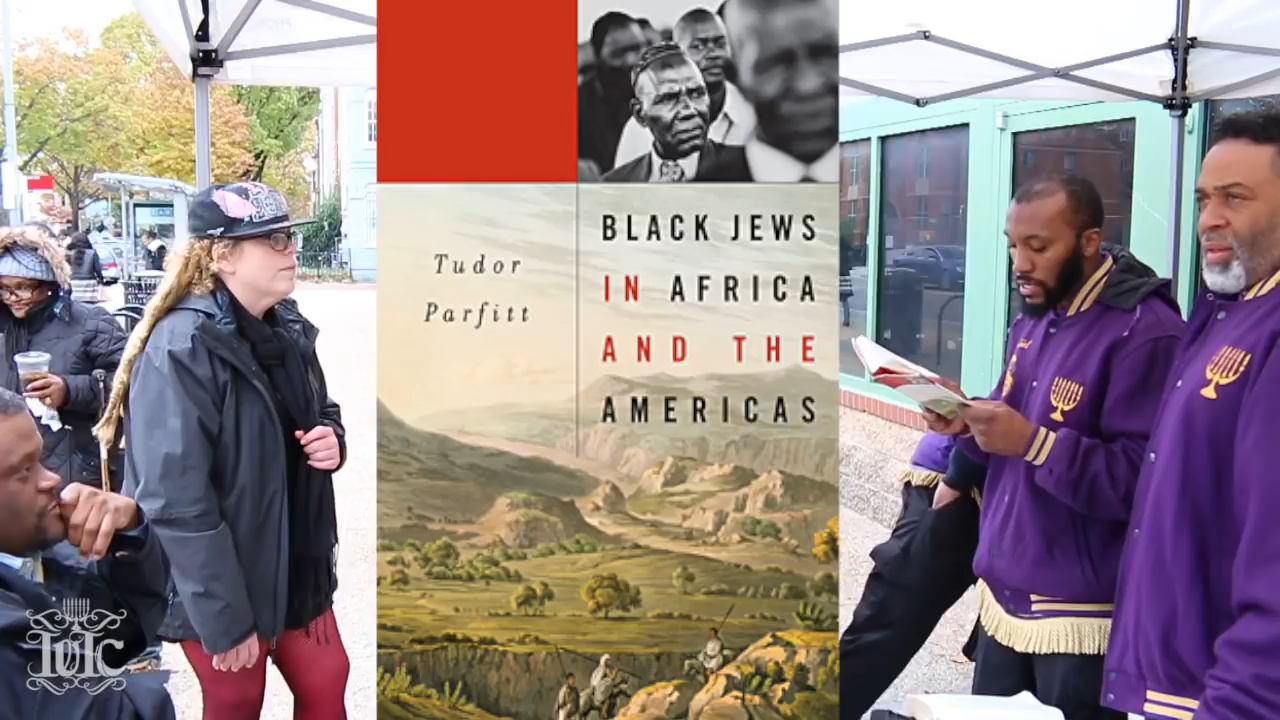 Tudor
Parfitt
BLACK JEWS
IN AFRICA
AND THE
AMERICAS
IUIC